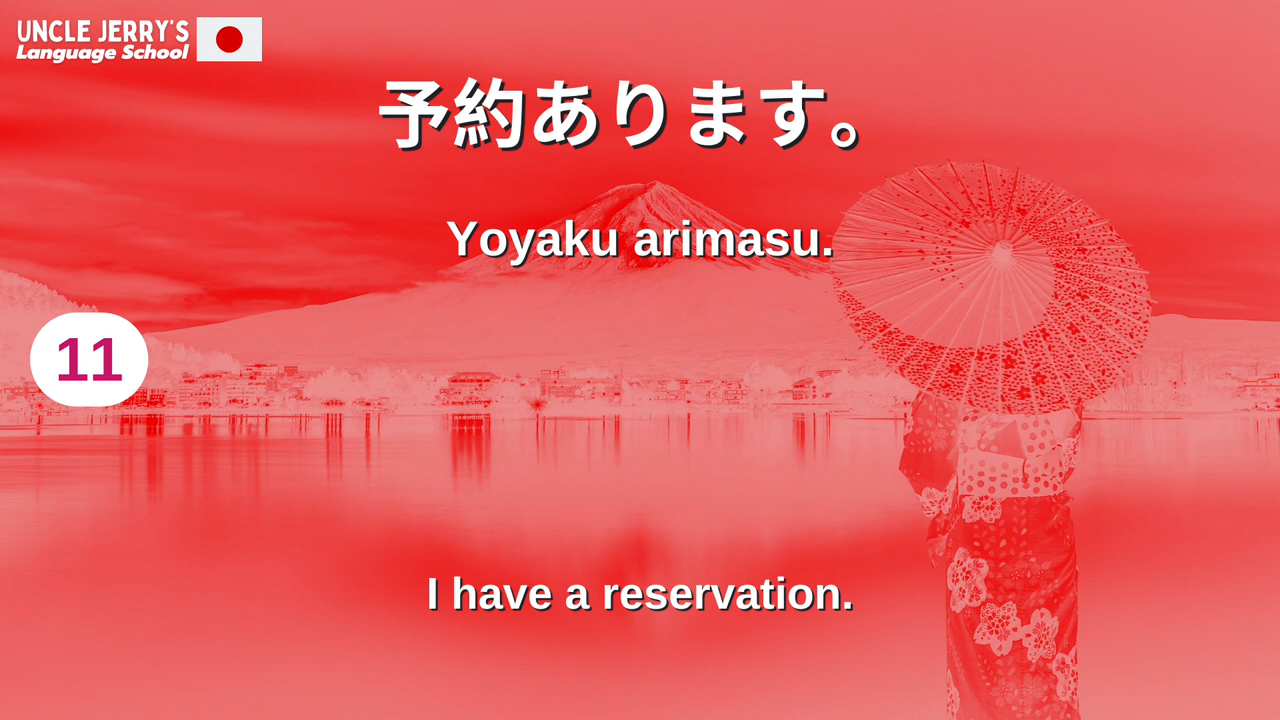 UNCLE JERRY'S
Language School
予約あります。
Yoyaku arimasu.
11
I have a reservation.